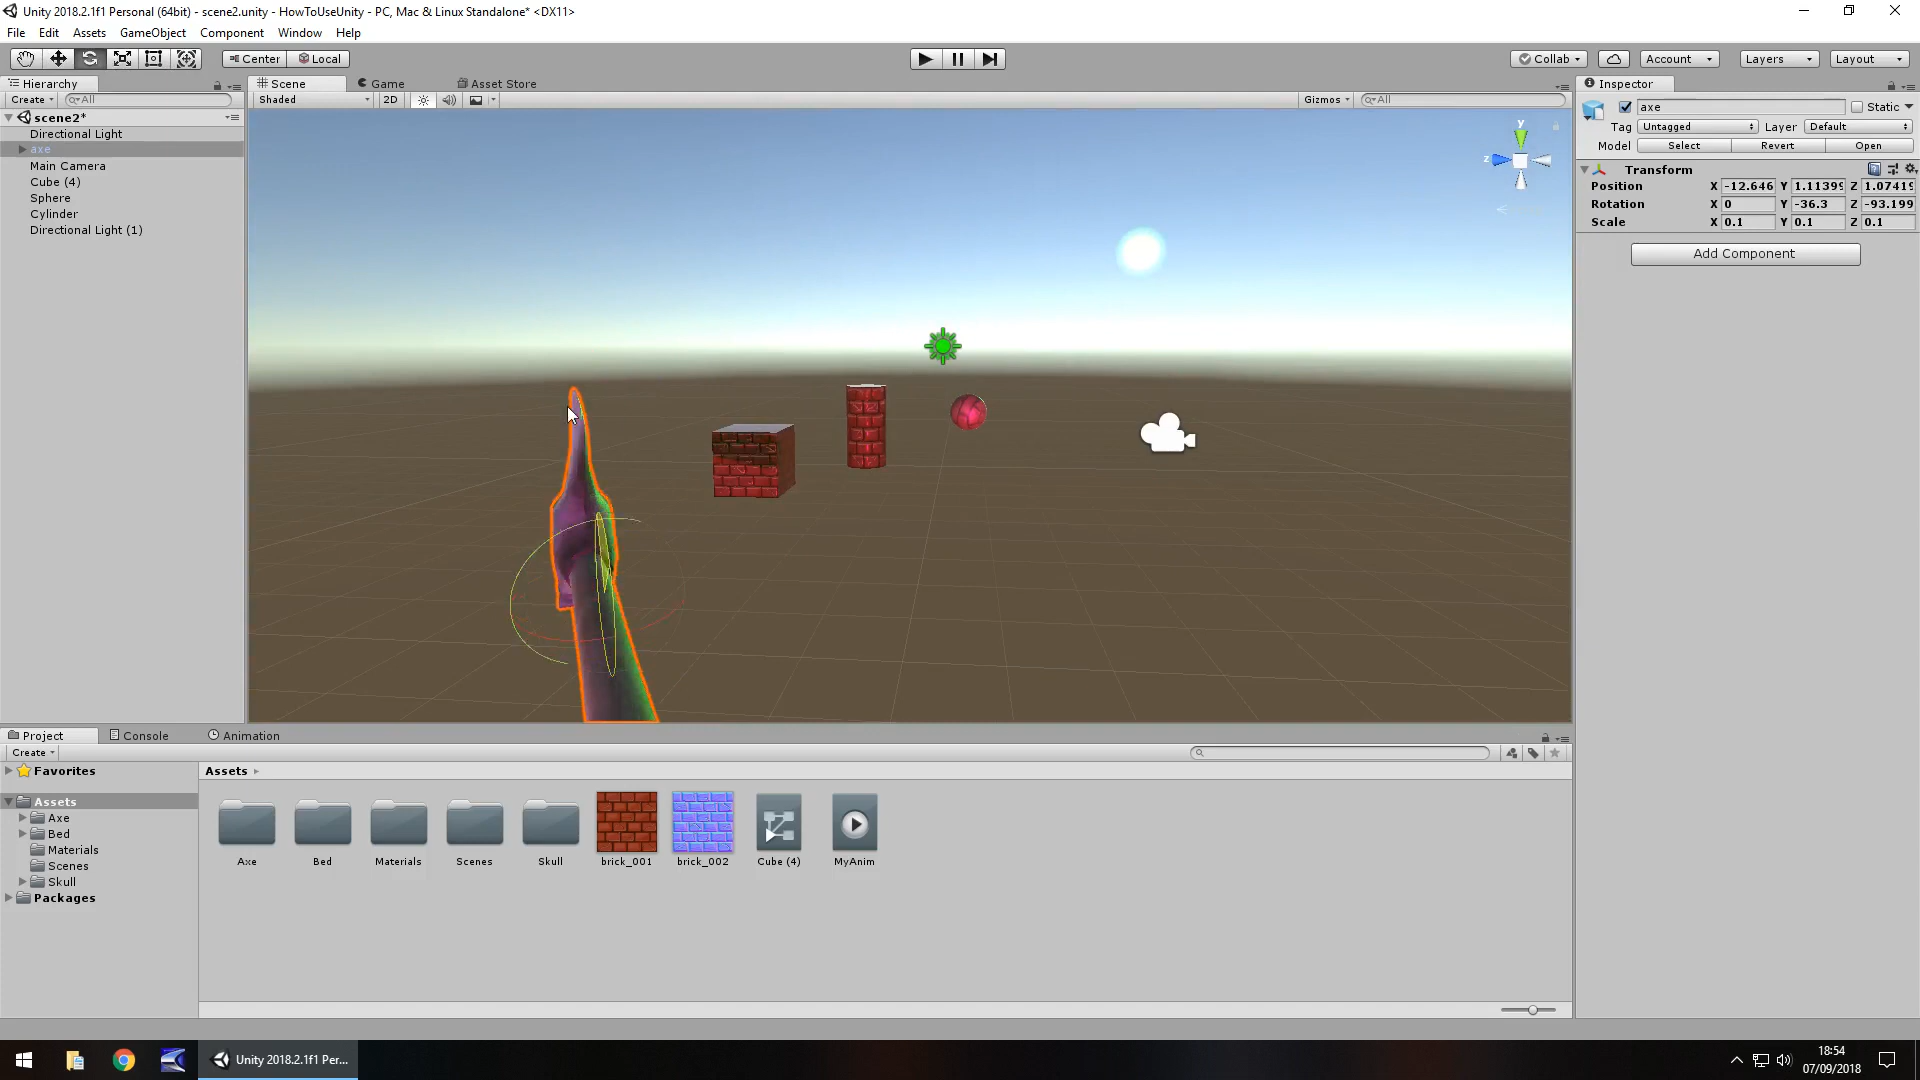 Unity 2018.2.1f1 Personal (64bit) - scene2.unity - HowToUseUnity - PC, Mac & Linux Standalone* <DX11>
File Edit Assets GameObject Component Window Help
Center Local Collab Account Layers Layout
Hierarchy Scene Game Asset Store Inspector
Create All Shaded 2D Gizmos All axe Static
scene2*
Directional Light
axe
Main Camera
Cube (4)
Sphere
Cylinder
Directional Light (1)
y
z
Tag Untagged Layer Default
Model Select Revert Open
Transform
Position X -12.646 Y 1.1139 Z 1.0741
Rotation X 0 Y -36.3 Z -93.199
Scale X 0.1 Y 0.1 Z 0.1
Add Component
Project Console Animation
Create
Favorites
Assets
Axe
Bed
Materials
Scenes
Skull
Packages
Assets
Axe Bed Materials Scenes Skull brick_001 brick_002 Cube (4) MyAnim
Unity 2018.2.1f1 Per...
18:54
07/09/2018